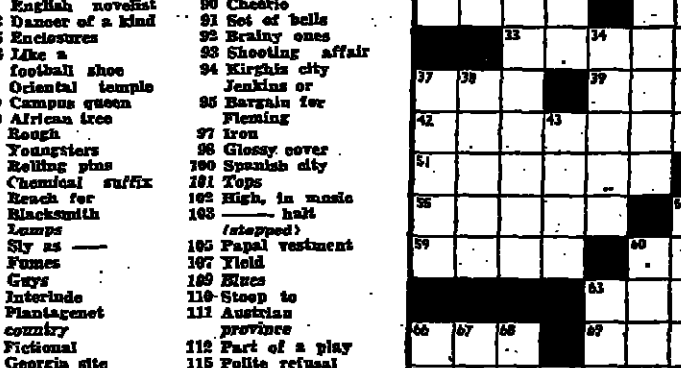 English novelist
Dancer of a kind
Enclosures
Like a
football shoe
Oriental temple
Campus queen
African tree
Rough
Youngsters
Rolling pins
Chemical suffix
Reach for
Blacksmith
Lamps
Sly as ——
Fumes
Guys
Interlude
Plantagenet
country
Fictional
Georgia site
90 Cheerio
91 Set of bells
92 Brainy ones
93 Shooting affair
94 Kirghis city
Jenkins or
95 Bargain for
Fleming
97 Iron
98 Glossy cover
100 Spanish city
101 Tops
102 High, in music
103 —— halt
(stopped)
105 Papal vestment
107 Yield
109 Blues
110 Stoop to
111 Austrian
province
112 Part of a play
115 Polite refusal
33 34
37 38 39
42 43
51
55
59 60
63
66 67 68 69